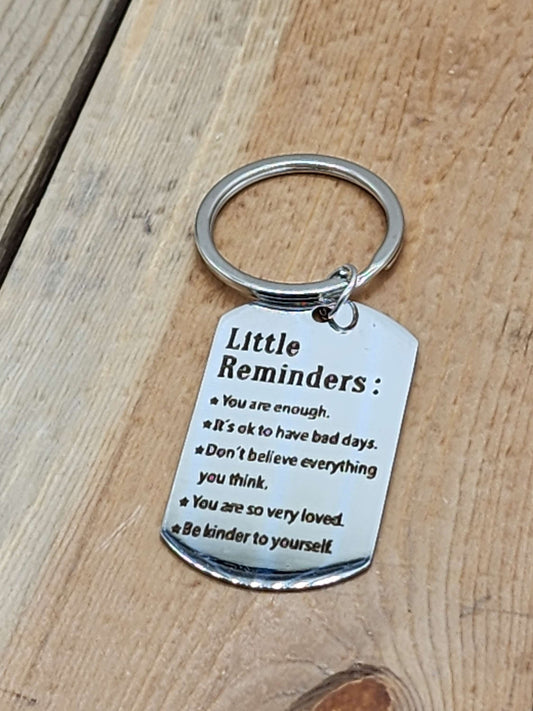 Little
Reminders:
★ You are enough.
★ It's ok to have bad days.
★ Don't believe everything
you think.
★ You are so very loved.
★ Be kinder to yourself.